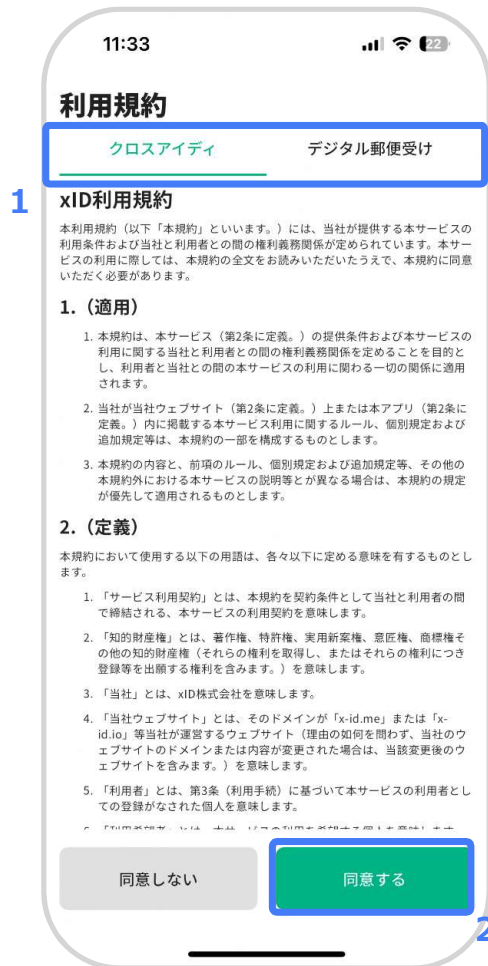 11:33
22
利用規約
クロスアイディ デジタル郵便受け
1
xID利用規約
本利用規約（以下「本規約」といいます。）には、当社が提供する本サービスの
利用条件および当社と利用者との間の権利義務関係が定められています。本サー
ビスの利用に際しては、本規約の全文をお読みいただいたうえで、本規約に同意
いただく必要があります。
1.（適用）
1. 本規約は、本サービス（第2条に定義。）の提供条件および本サービスの
利用に関する当社と利用者との間の権利義務関係を定めることを目的と
し、利用者と当社との間の本サービスの利用に関わる一切の関係に適用
されます。
2. 当社が当社ウェブサイト（第2条に定義。）上または本アプリ（第2条に
定義。）内に掲載する本サービス利用に関するルール、個別規定および
追加規定等は、本規約の一部を構成するものとします。
3. 本規約の内容と、前項のルール、個別規定および追加規定等、その他の
本規約外における本サービスの説明等とが異なる場合は、本規約の規定
が優先して適用されるものとします。
2.（定義）
本規約において使用する以下の用語は、各々以下に定める意味を有するものとし
ます。
1. 「サービス利用契約」とは、本規約を契約条件として当社と利用者の間
で締結される、本サービスの利用契約を意味します。
2. 「知的財産権」とは、著作権、特許権、実用新案権、意匠権、商標権そ
の他の知的財産権（それらの権利を取得し、またはそれらの権利につき
登録等を出願する権利を含みます。）を意味します。
3. 「当社」とは、xID株式会社を意味します。
4. 「当社ウェブサイト」とは、そのドメインが「x-id.me」または「x-
id.io」等当社が運営するウェブサイト（理由の如何を問わず、当社のウ
ェブサイトのドメインまたは内容が変更された場合は、当該変更後のウ
ェブサイトを含みます。）を意味します。
5. 「利用者」とは、第3条（利用手続）に基づいて本サービスの利用者とし
ての登録がなされた個人を意味します。
同意しない 同意する
2